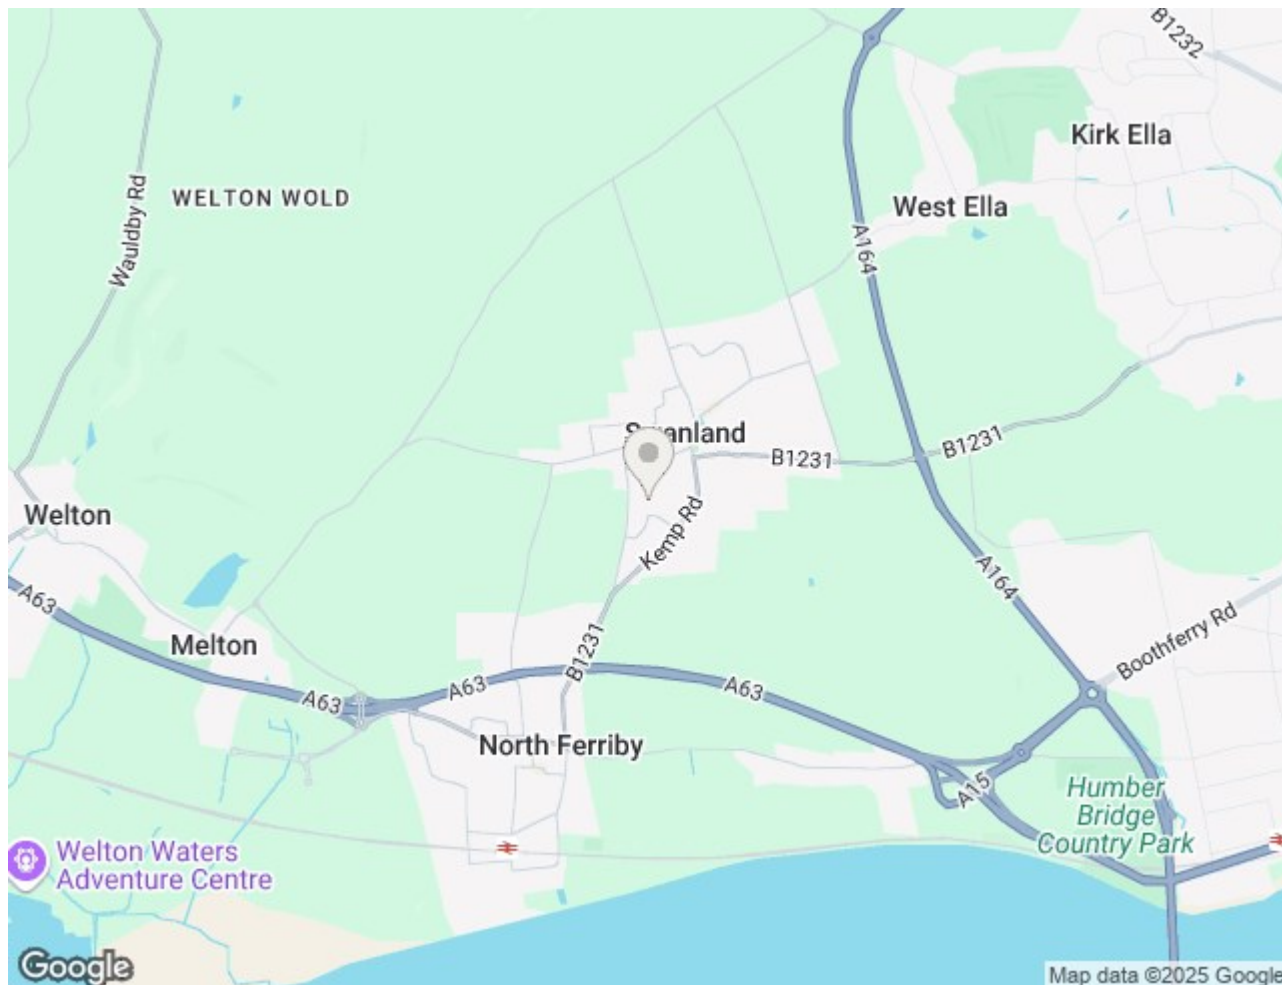 B1232
Kirk Ella
WELTON WOLD
Wauldby Rd
West Ella
A164
Swanland
B1231
B1231
Welton
Kemp Rd
A164
A63
Boothferry Rd
Melton
B1231
A63
A63
A63
North Ferriby
A15
Humber
Bridge
Country Park
Welton Waters
Adventure Centre
Google
Map data ©2025 Google